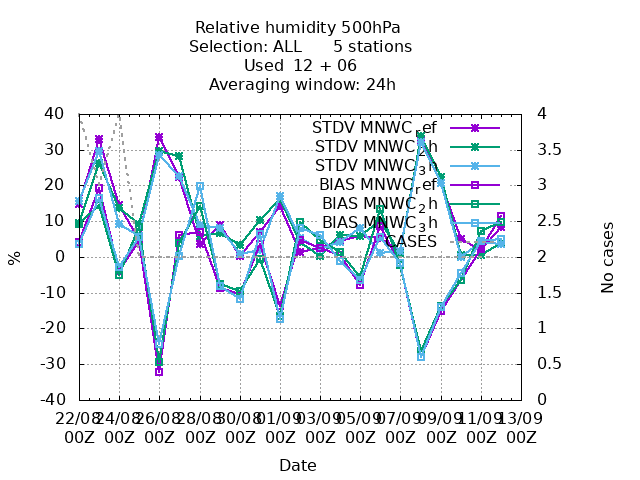 Relative humidity 500hPa
Selection: ALL 5 stations
Used 12 + 06
Averaging window: 24h
40 4
30 3.5
20 3
10 2.5
0 2
-10 1.5
-20 1
-30 0.5
-40 0
STDV MNWC_ref
STDV MNWC_2h
STDV MNWC_3h
BIAS MNWC_ref
BIAS MNWC_2h
BIAS MNWC_3h
CASES
%
No cases
22/08 24/08 26/08 28/08 30/08 01/09 03/09 05/09 07/09 09/09 11/09 13/09
00Z 00Z 00Z 00Z 00Z 00Z 00Z 00Z 00Z 00Z 00Z 00Z
Date